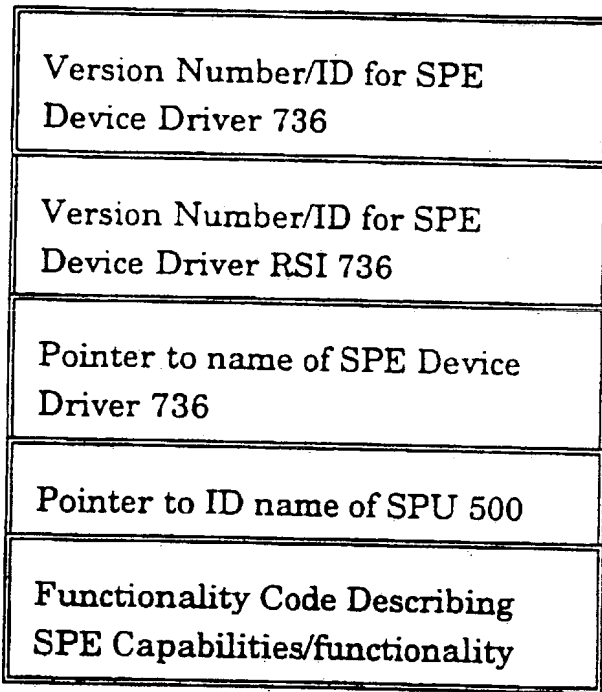 Version Number/ID for SPE
Device Driver 736
Version Number/ID for SPE
Device Driver RSI 736
Pointer to name of SPE Device
Driver 736
Pointer to ID name of SPU 500
Functionality Code Describing
SPE Capabilities/functionality